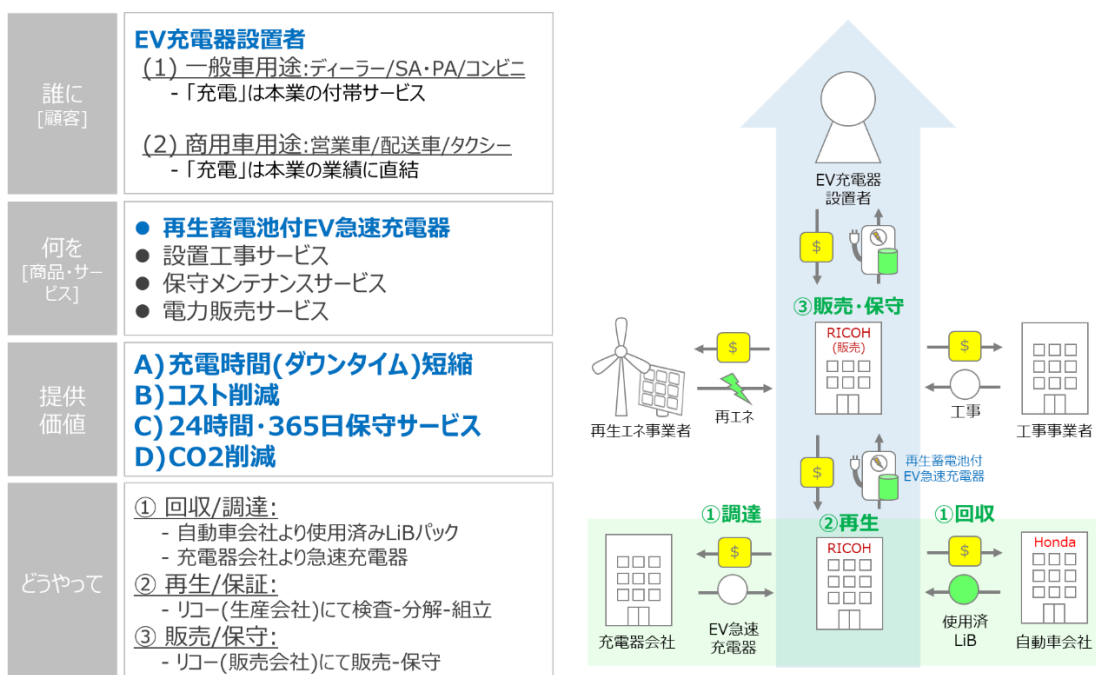 誰に
[顧客]
EV充電器設置者
(1) 一般車用途:ディーラー/SA・PA/コンビニ
- 「充電」は本業の付帯サービス
(2) 商用車用途:営業車/配送車/タクシー
- 「充電」は本業の業績に直結
何を
[商品・サー
ビス]
● 再生蓄電池付EV急速充電器
● 設置工事サービス
● 保守メンテナンスサービス
● 電力販売サービス
提供
価値
A)充電時間(ダウンタイム)短縮
B)コスト削減
C)24時間・365日保守サービス
D)CO2削減
どうやって
① 回収/調達:
- 自動車会社より使用済みLiBパック
- 充電器会社より急速充電器
② 再生/保証:
- リコー(生産会社)にて検査-分解-組立
③ 販売/保守:
- リコー(販売会社)にて販売-保守
EV充電器
設置者
$
③販売・保守
RICOH
(販売)
$
$
再エネ
工事
再生エネ事業者
工事事業者
$
再生蓄電池付
EV急速充電器
①調達
②再生
①回収
$
RICOH
$
Honda
充電器会社
EV急速
充電器
使用済
LiB
自動車会社